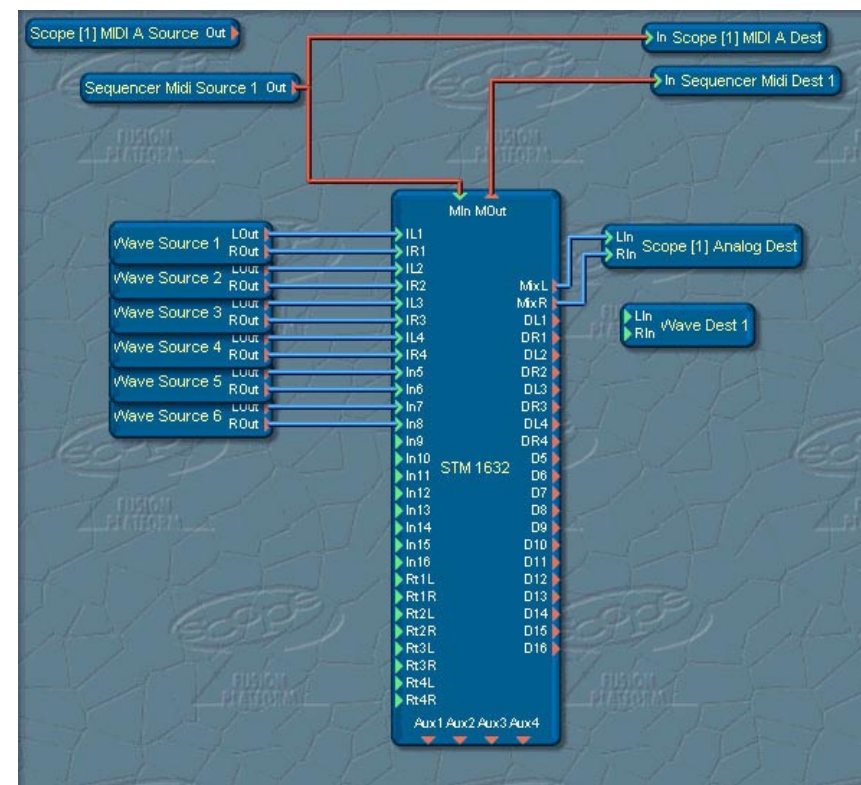 Scope [1] MIDI A Source Out
In Scope [1] MIDI A Dest
Sequencer Midi Source 1 Out
In Sequencer Midi Dest 1
MIn MOut
Wave Source 1 LOut ROut
Wave Source 2 LOut ROut
Wave Source 3 LOut ROut
Wave Source 4 LOut ROut
Wave Source 5 LOut ROut
Wave Source 6 LOut ROut
IL1
IR1
IL2
IR2
IL3
IR3
IL4
IR4
In5
In6
In7
In8
In9
In10
In11
In12
In13
In14
In15
In16
Rt1L
Rt1R
Rt2L
Rt2R
Rt3L
Rt3R
Rt4L
Rt4R
STM 1632
MixL
MixR
DL1
DR1
DL2
DR2
DL3
DR3
DL4
DR4
D5
D6
D7
D8
D9
D10
D11
D12
D13
D14
D15
D16
Aux1 Aux2 Aux3 Aux4
LIn
RIn
Scope [1] Analog Dest
LIn
RIn
Wave Dest 1
SCOPE
FUSION
PLATFORM